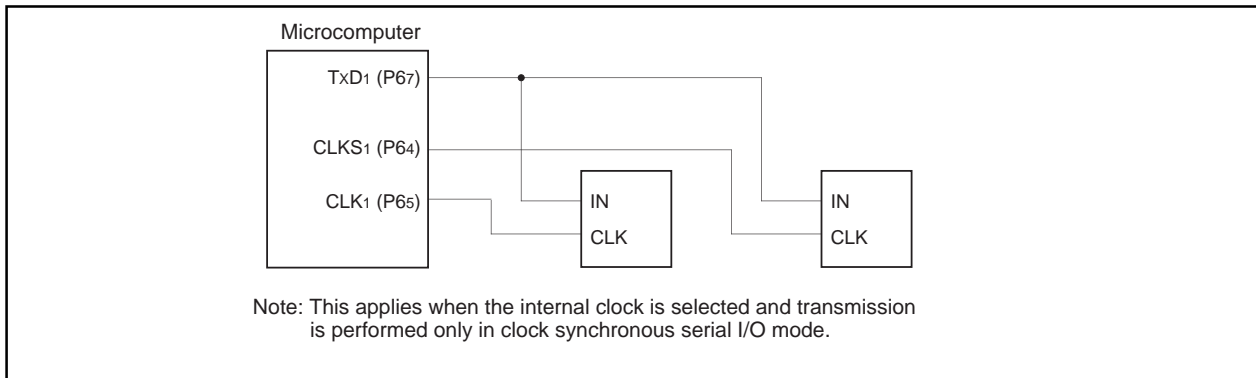 Microcomputer
TXD1 (P67)
CLKS1 (P64)
CLK1 (P65)
IN
CLK
IN
CLK
Note: This applies when the internal clock is selected and transmission
is performed only in clock synchronous serial I/O mode.